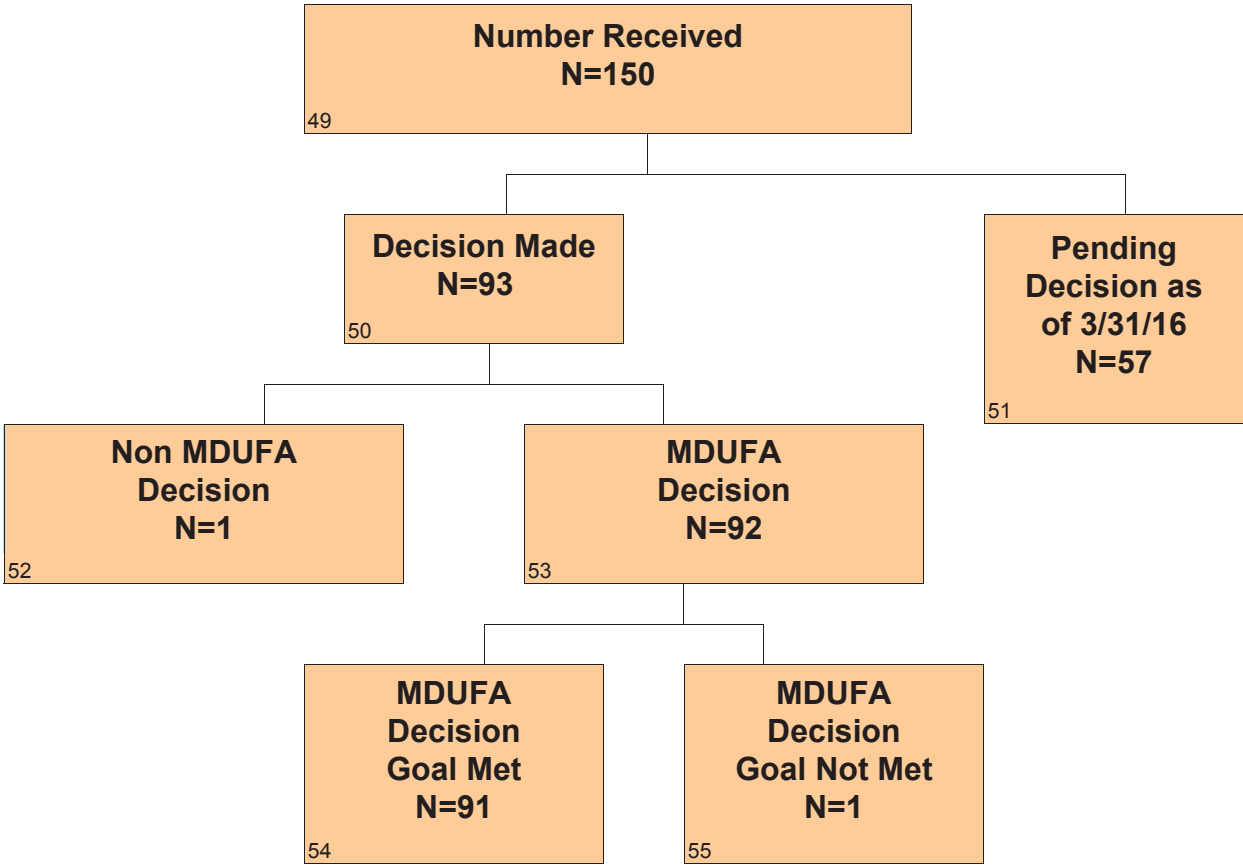 Number Received
N=150
49
Decision Made
N=93
50
Pending
Decision as
of 3/31/16
N=57
51
Non MDUFA
Decision
N=1
52
MDUFA
Decision
N=92
53
MDUFA
Decision
Goal Met
N=91
54
MDUFA
Decision
Goal Not Met
N=1
55